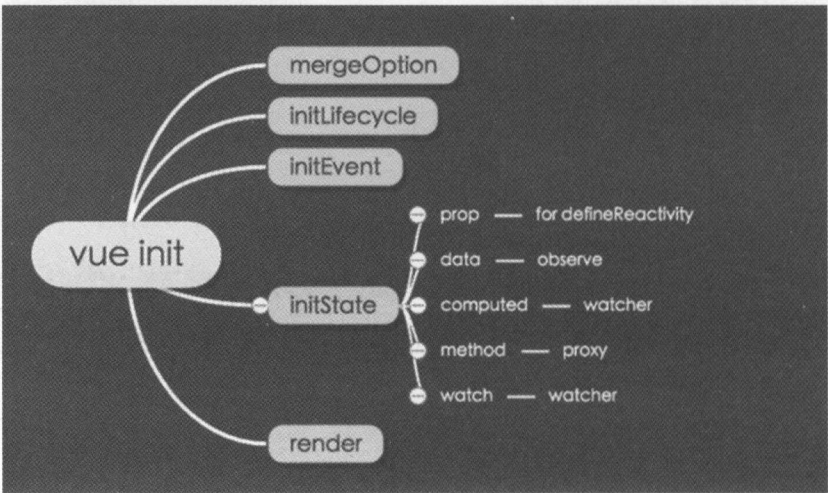 mergeOption
initLifecycle
initEvent
vue init
initState
prop — for defineReactivity
data — observe
computed — watcher
method — proxy
watch — watcher
render